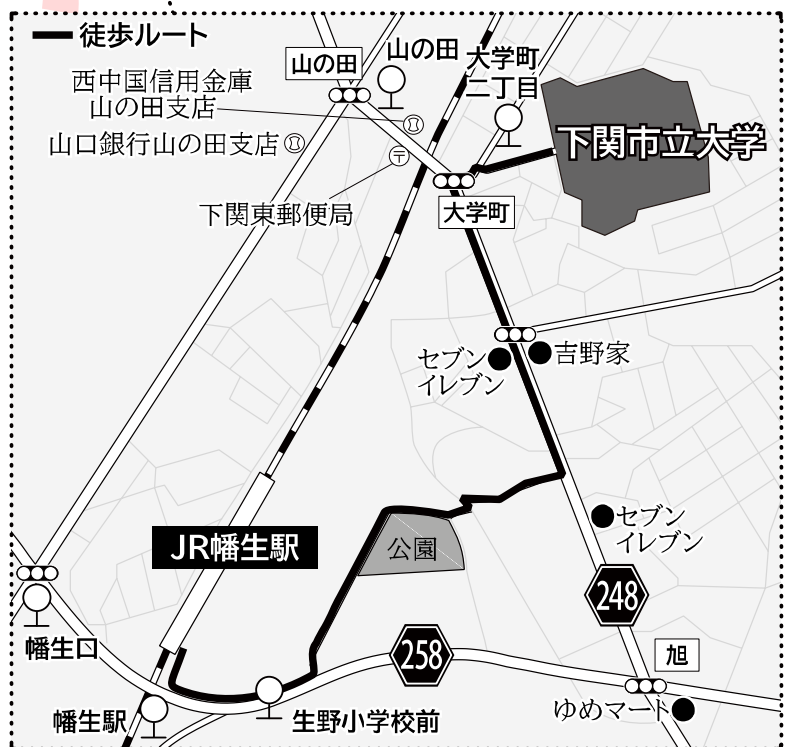 徒歩ルート
山の田
山の田
大学町
二丁目
西中国信用金庫
山の田支店
山口銀行山の田支店
〒
下関市立大学
下関東郵便局
大学町
セブン
イレブン
吉野家
セブン
イレブン
JR幡生駅
公園
248
幡生口
258
旭
ゆめマート
幡生駅
生野小学校前